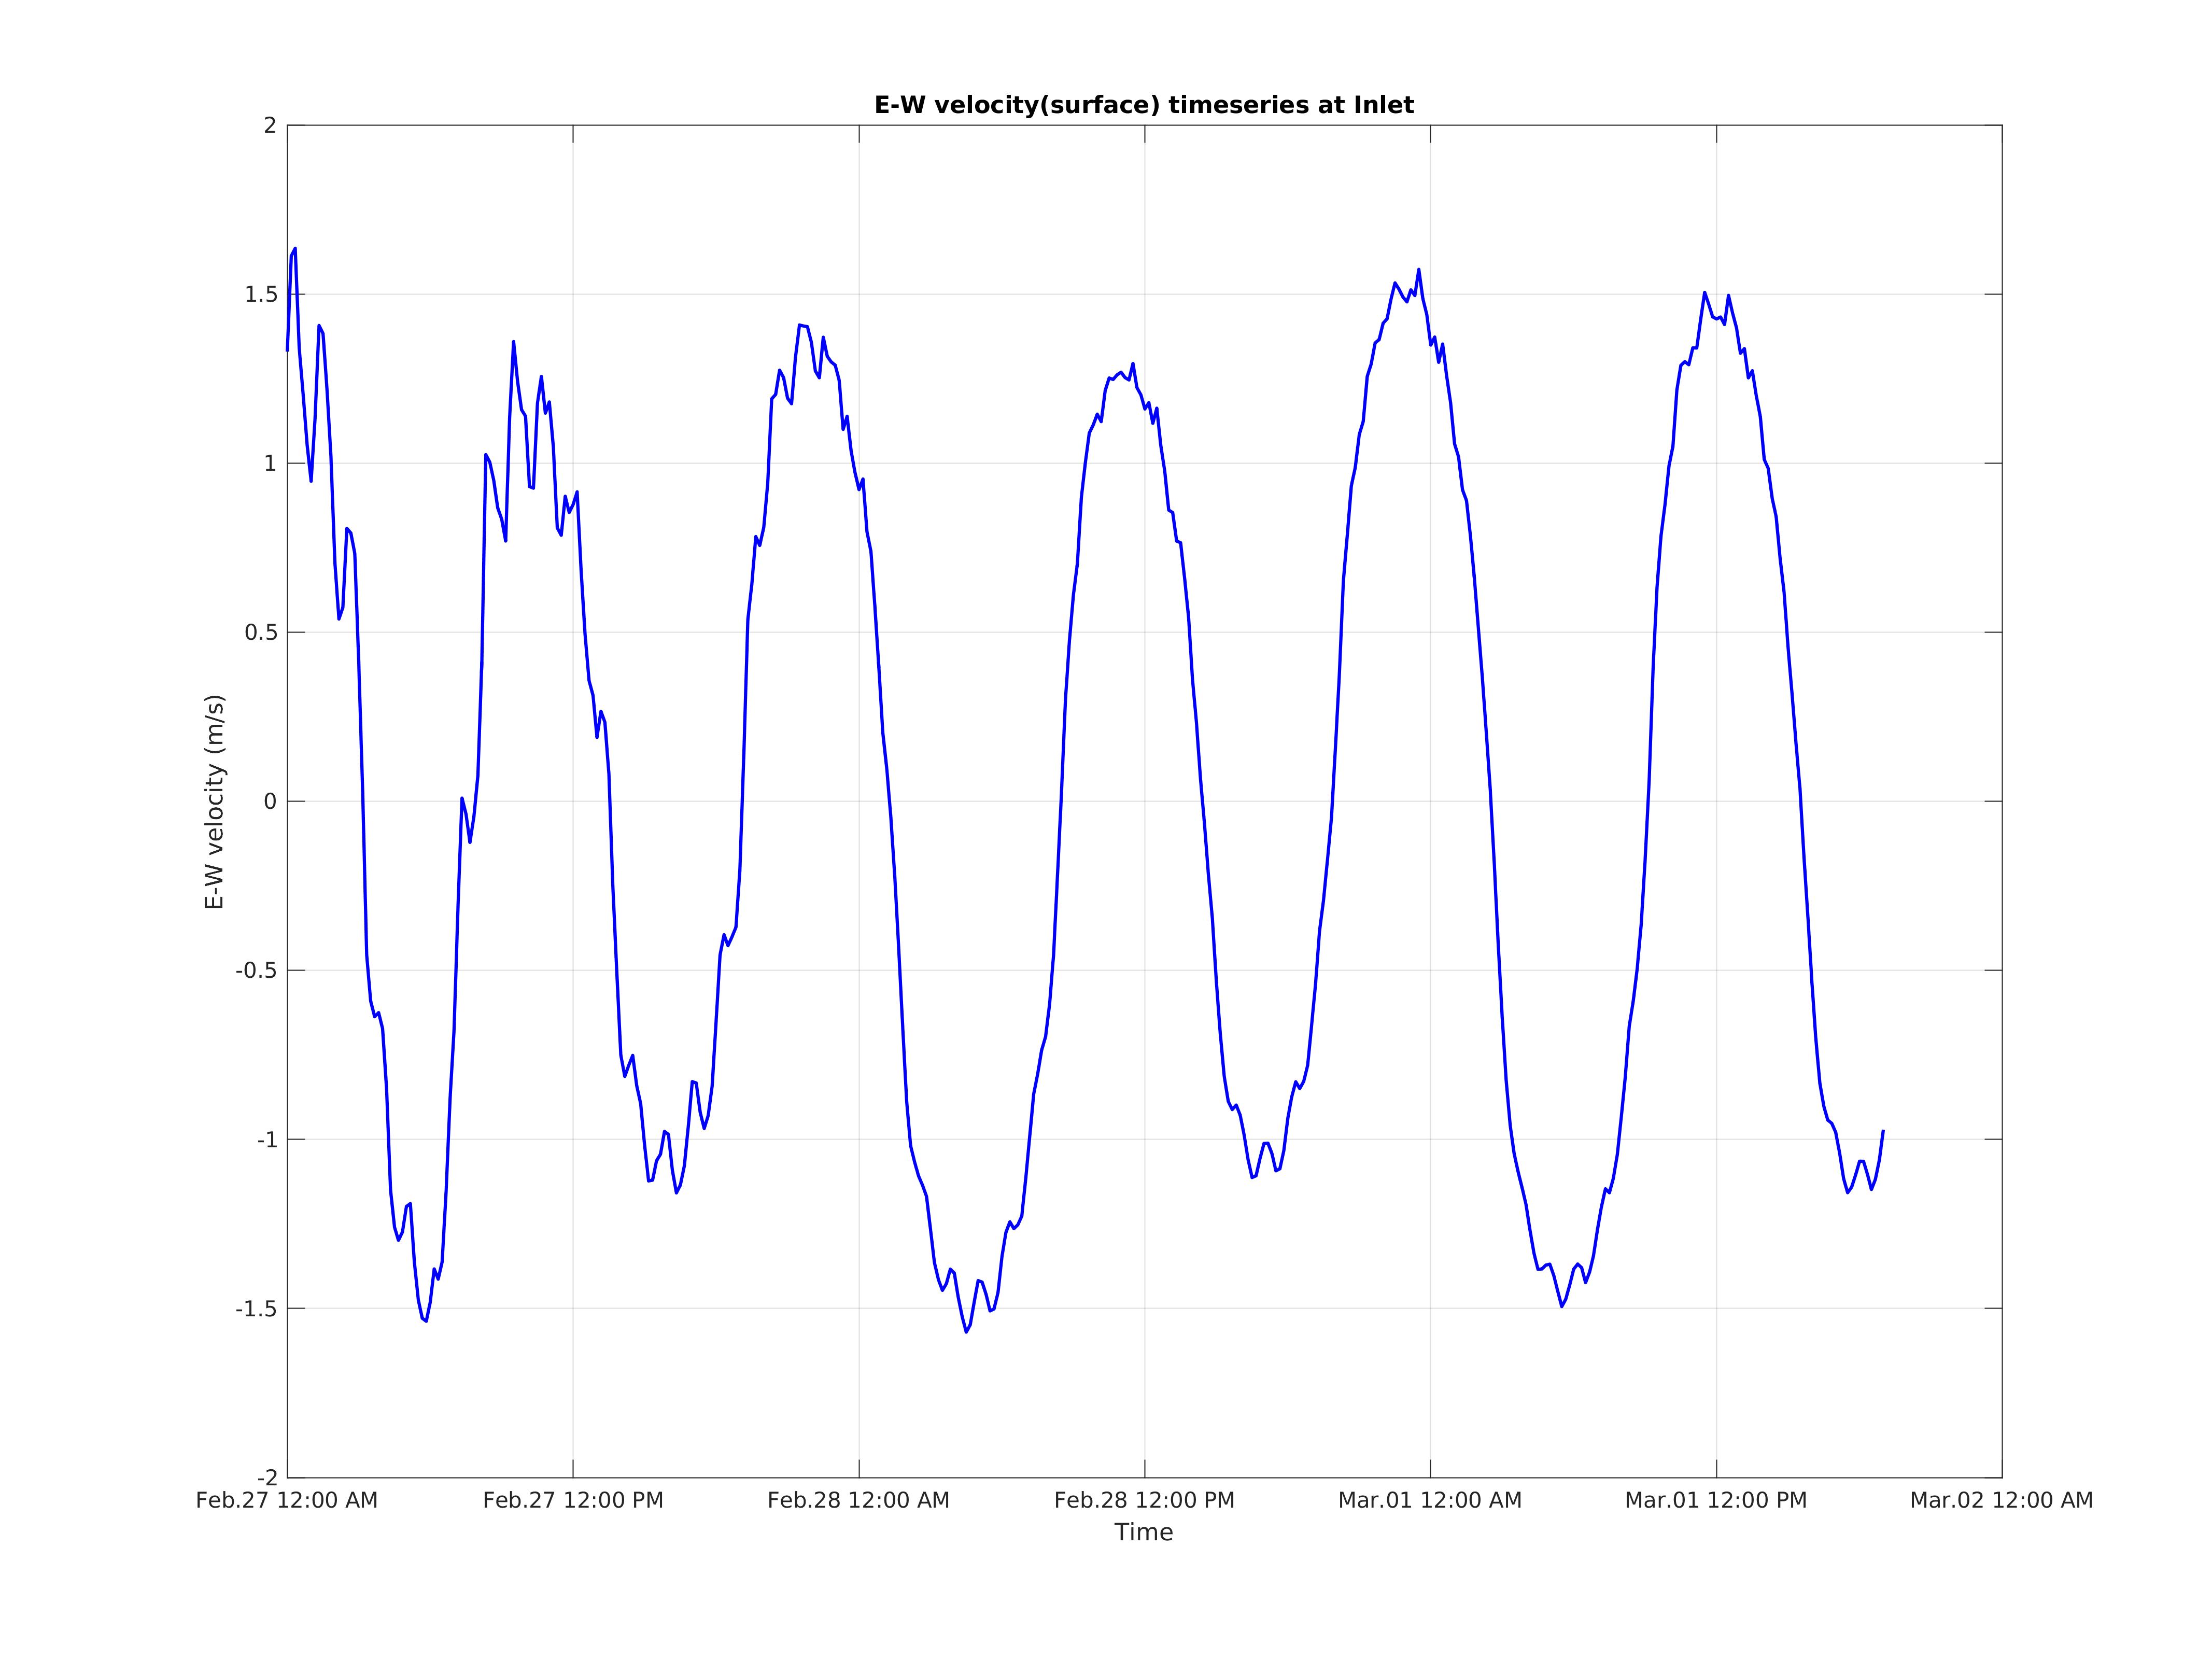 E-W velocity(surface) timeseries at Inlet
2
1.5
1
0.5
0
-0.5
-1
-1.5
-2
E-W velocity (m/s)
Feb.27 12:00 AM
Feb.27 12:00 PM
Feb.28 12:00 AM
Feb.28 12:00 PM
Mar.01 12:00 AM
Mar.01 12:00 PM
Mar.02 12:00 AM
Time